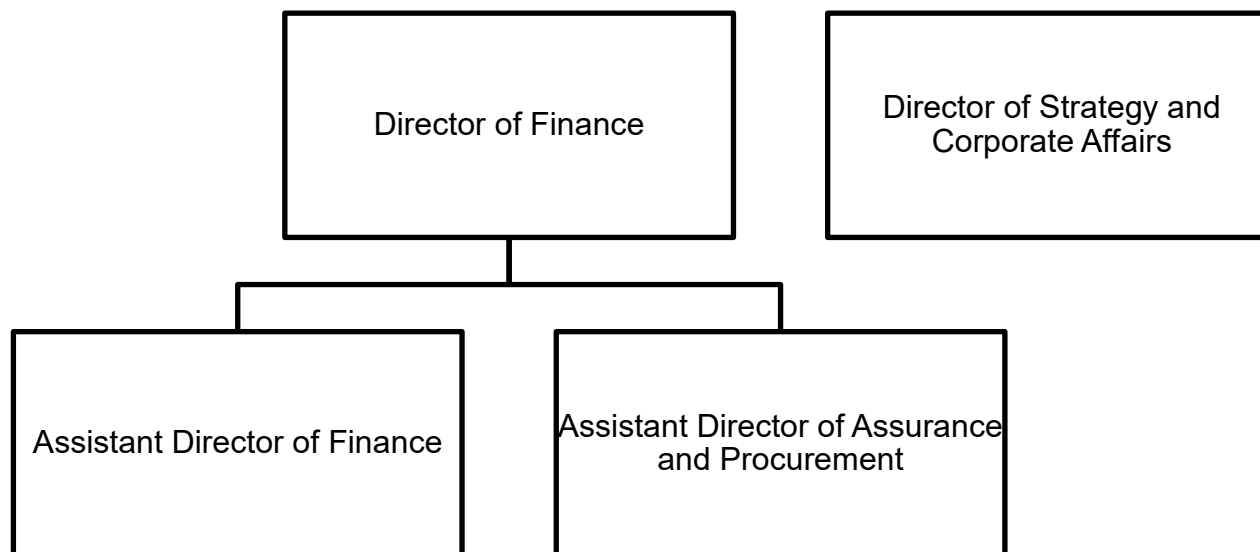 Director of Finance
Director of Strategy and
Corporate Affairs
Assistant Director of Finance
Assistant Director of Assurance
and Procurement